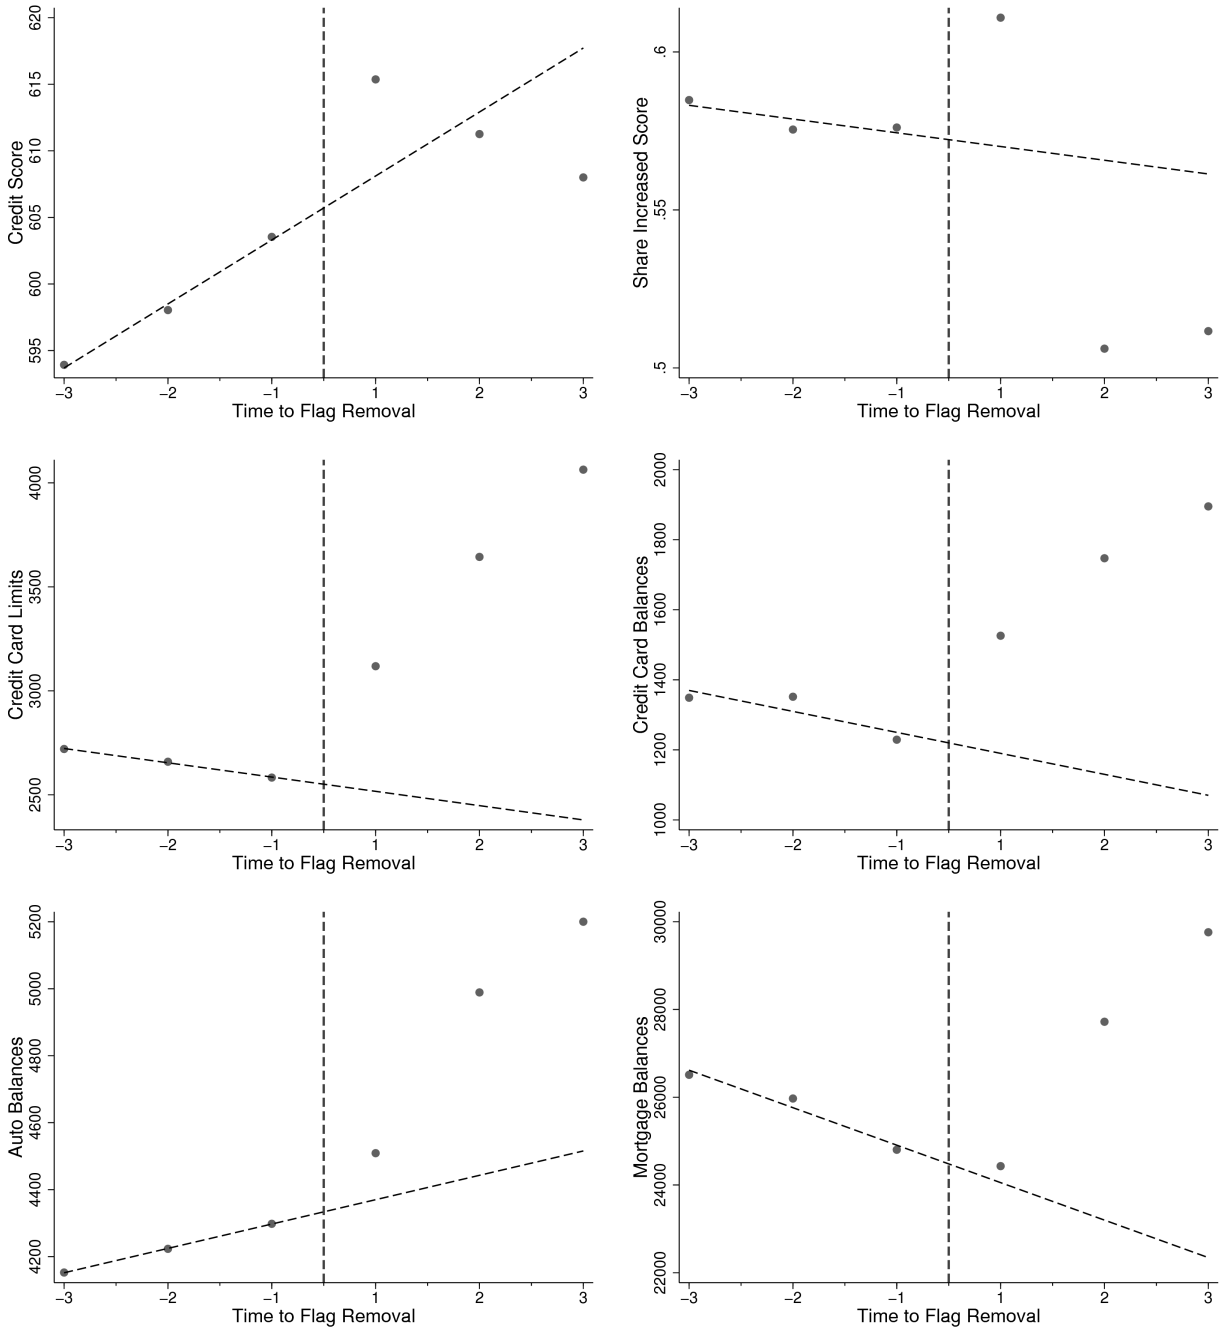 Credit Score
620
615
610
605
600
595
−3 −2 −1 1 2 3
Time to Flag Removal
Share Increased Score
.6
.55
.5
−3 −2 −1 1 2 3
Time to Flag Removal
Credit Card Limits
4000
3500
3000
2500
−3 −2 −1 1 2 3
Time to Flag Removal
Credit Card Balances
2000
1800
1600
1400
1200
1000
−3 −2 −1 1 2 3
Time to Flag Removal
Auto Balances
5200
5000
4800
4600
4400
4200
−3 −2 −1 1 2 3
Time to Flag Removal
Mortgage Balances
30000
28000
26000
24000
22000
−3 −2 −1 1 2 3
Time to Flag Removal